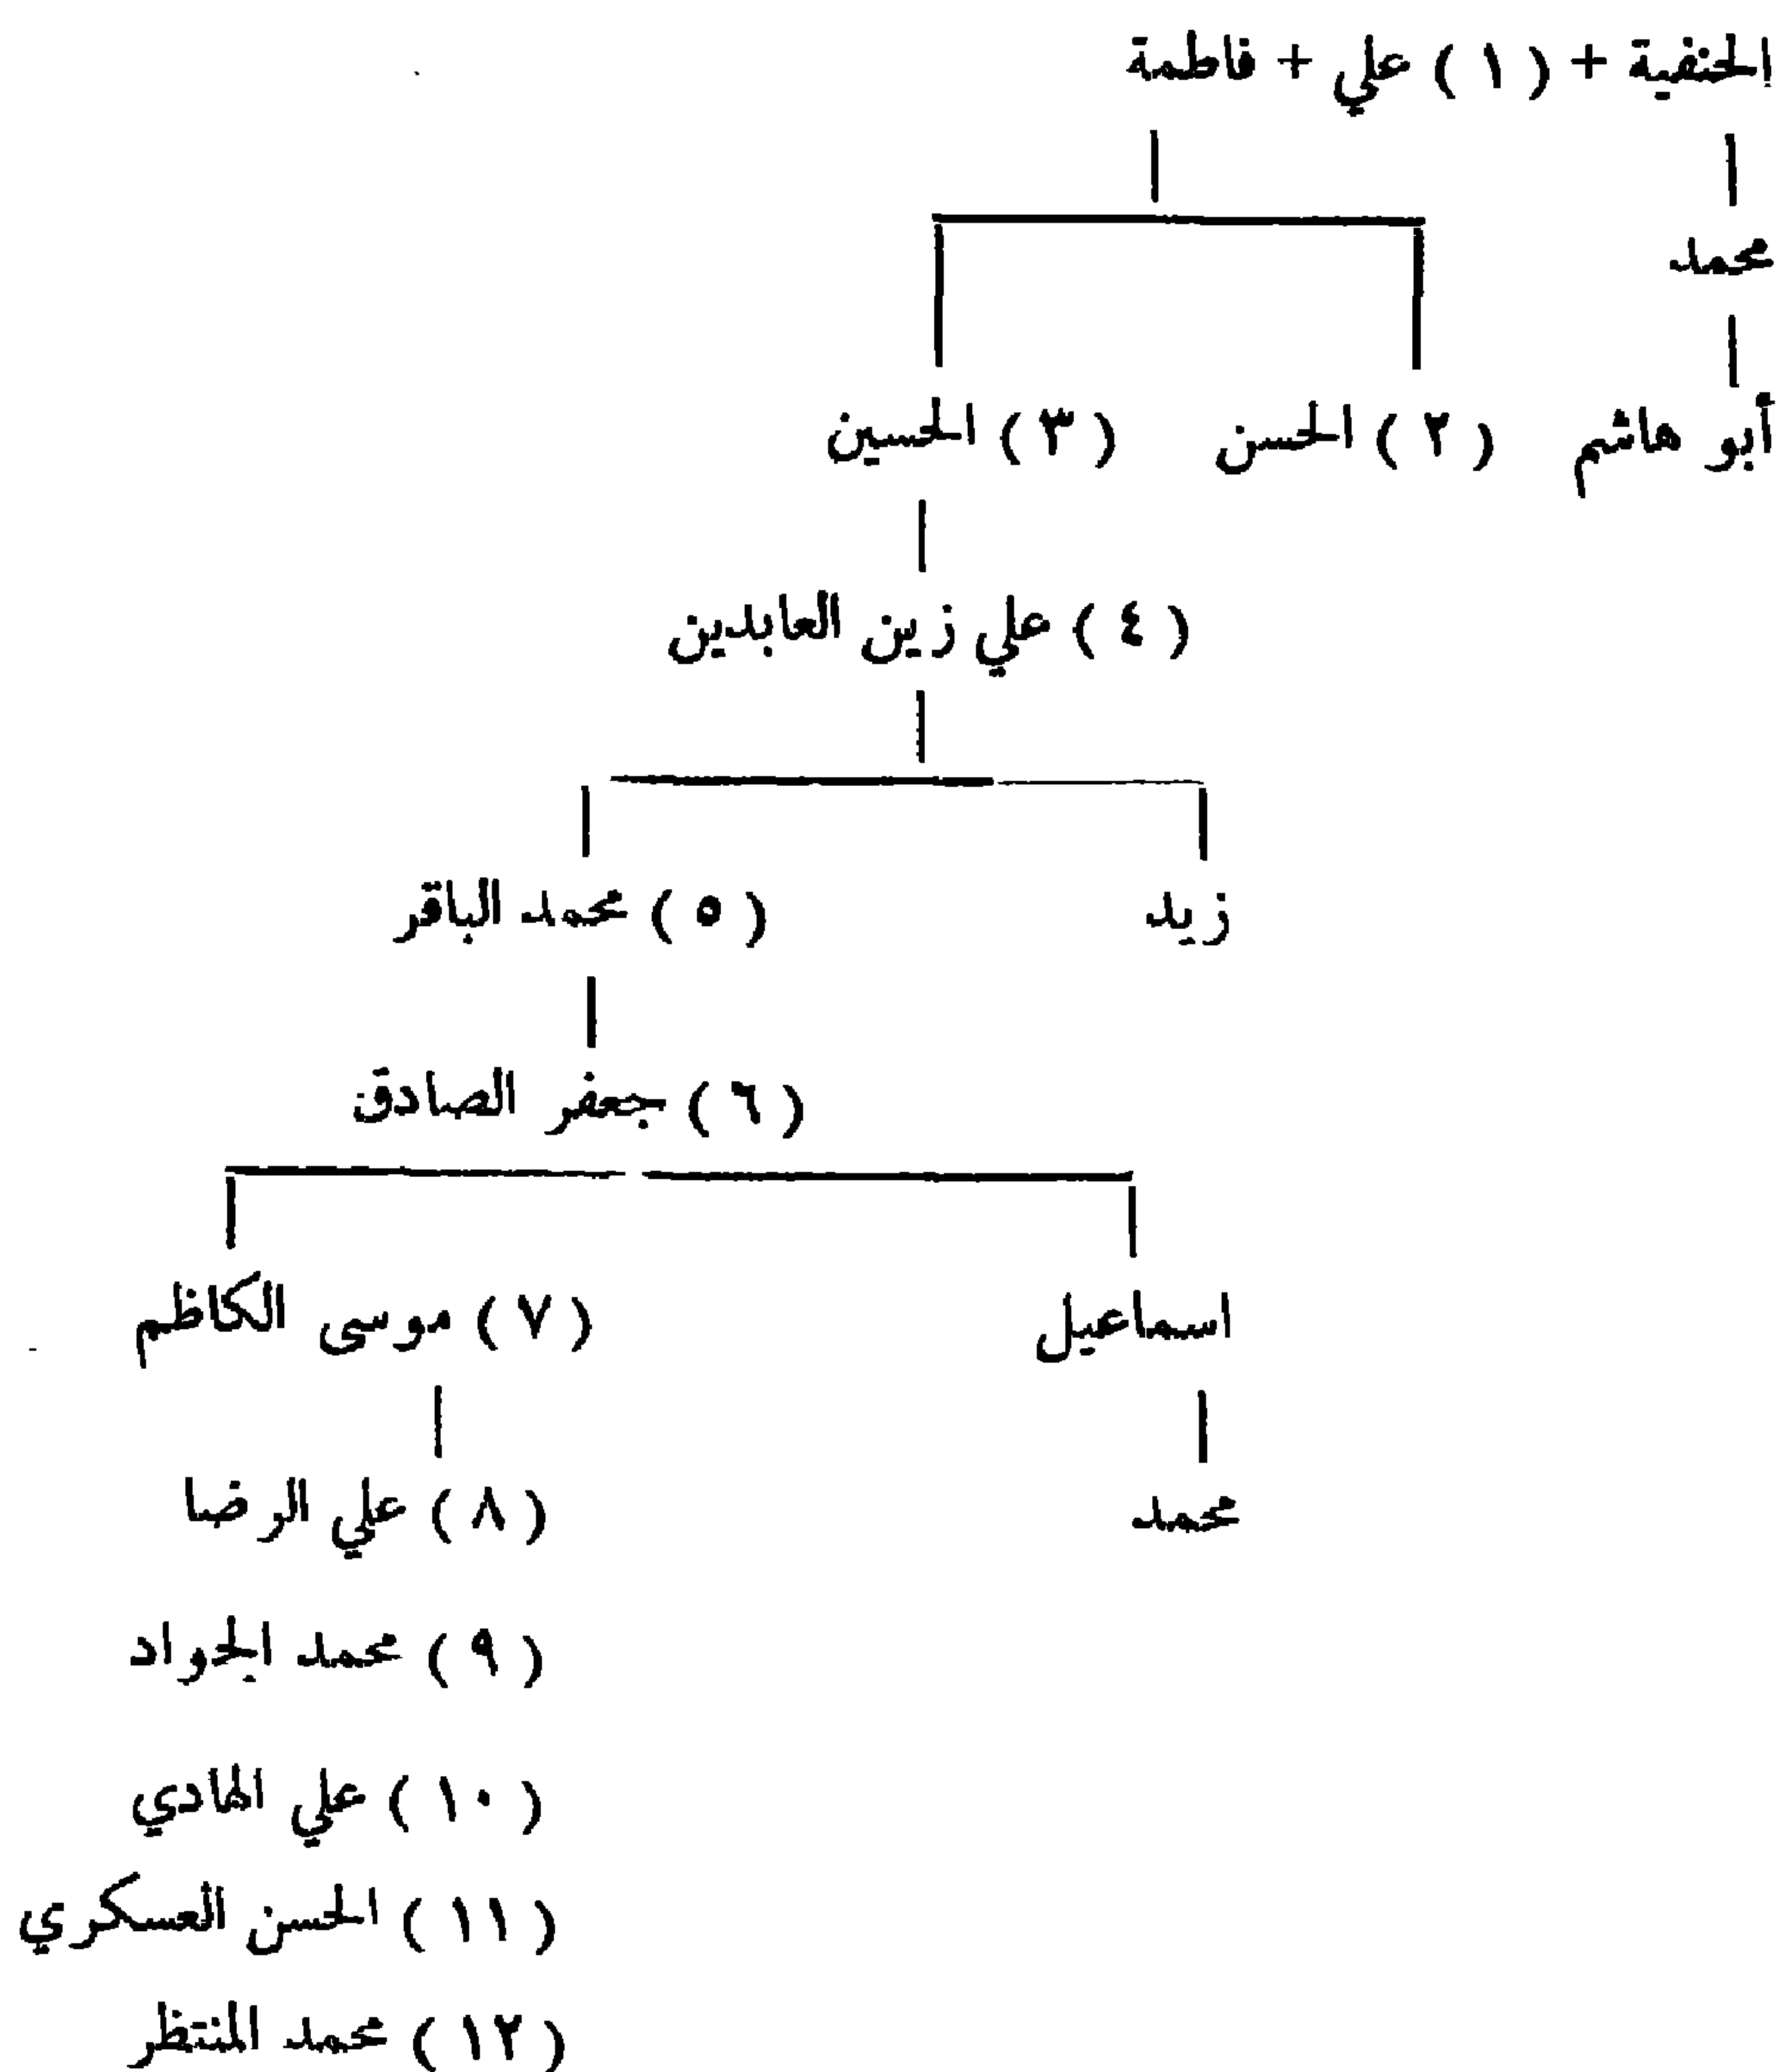 الحنفية + ( ١ ) علي + فاطمة
محمد
أبو هاشم ( ٢ ) الحسن ( ٣ ) الحسين
( ٤ ) علي زين العابدين
زيد ( ٥ ) محمد الباقر
( ٦ ) جعفر الصادق
اسماعيل ( ٧ ) موسى الكاظم
محمد ( ٨ ) علي الرضا
( ٩ ) محمد الجواد
( ١٠ ) علي الهادي
( ١١ ) الحسن العسكري
( ١٢ ) محمد المنتظر